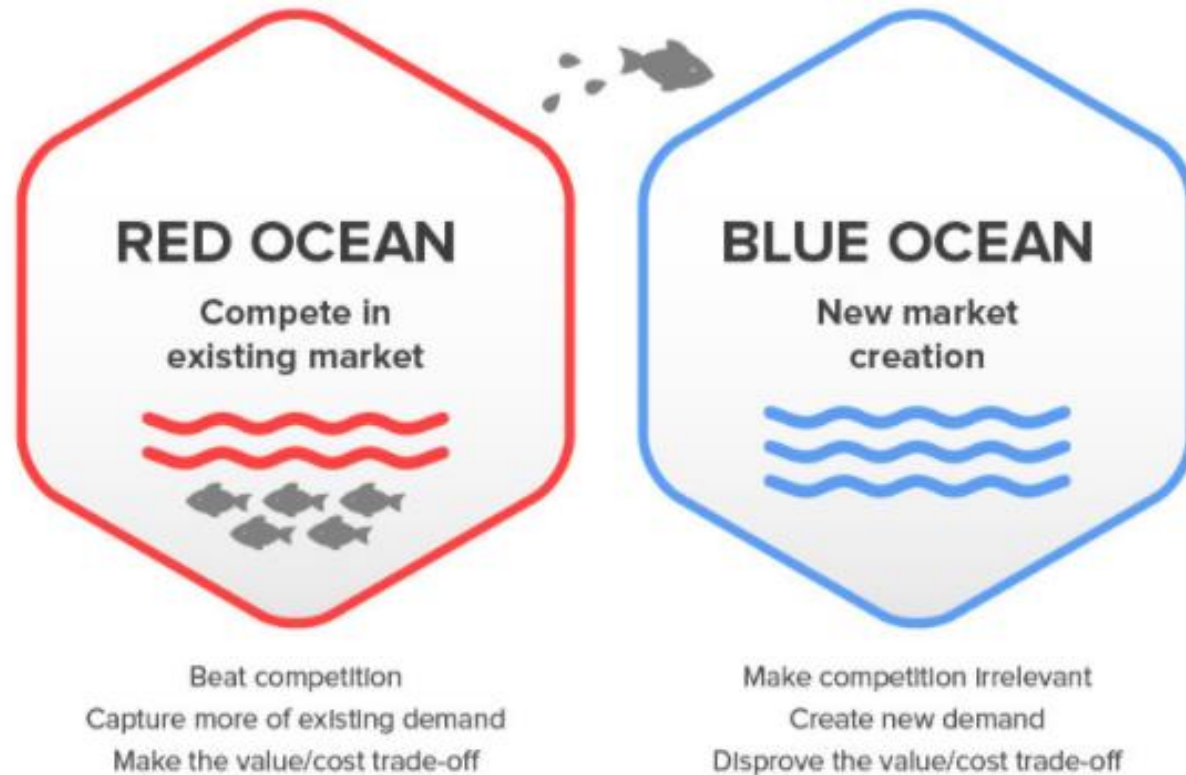 RED OCEAN
Compete in
existing market
Beat competition
Capture more of existing demand
Make the value/cost trade-off
BLUE OCEAN
New market
creation
Make competition irrelevant
Create new demand
Disprove the value/cost trade-off